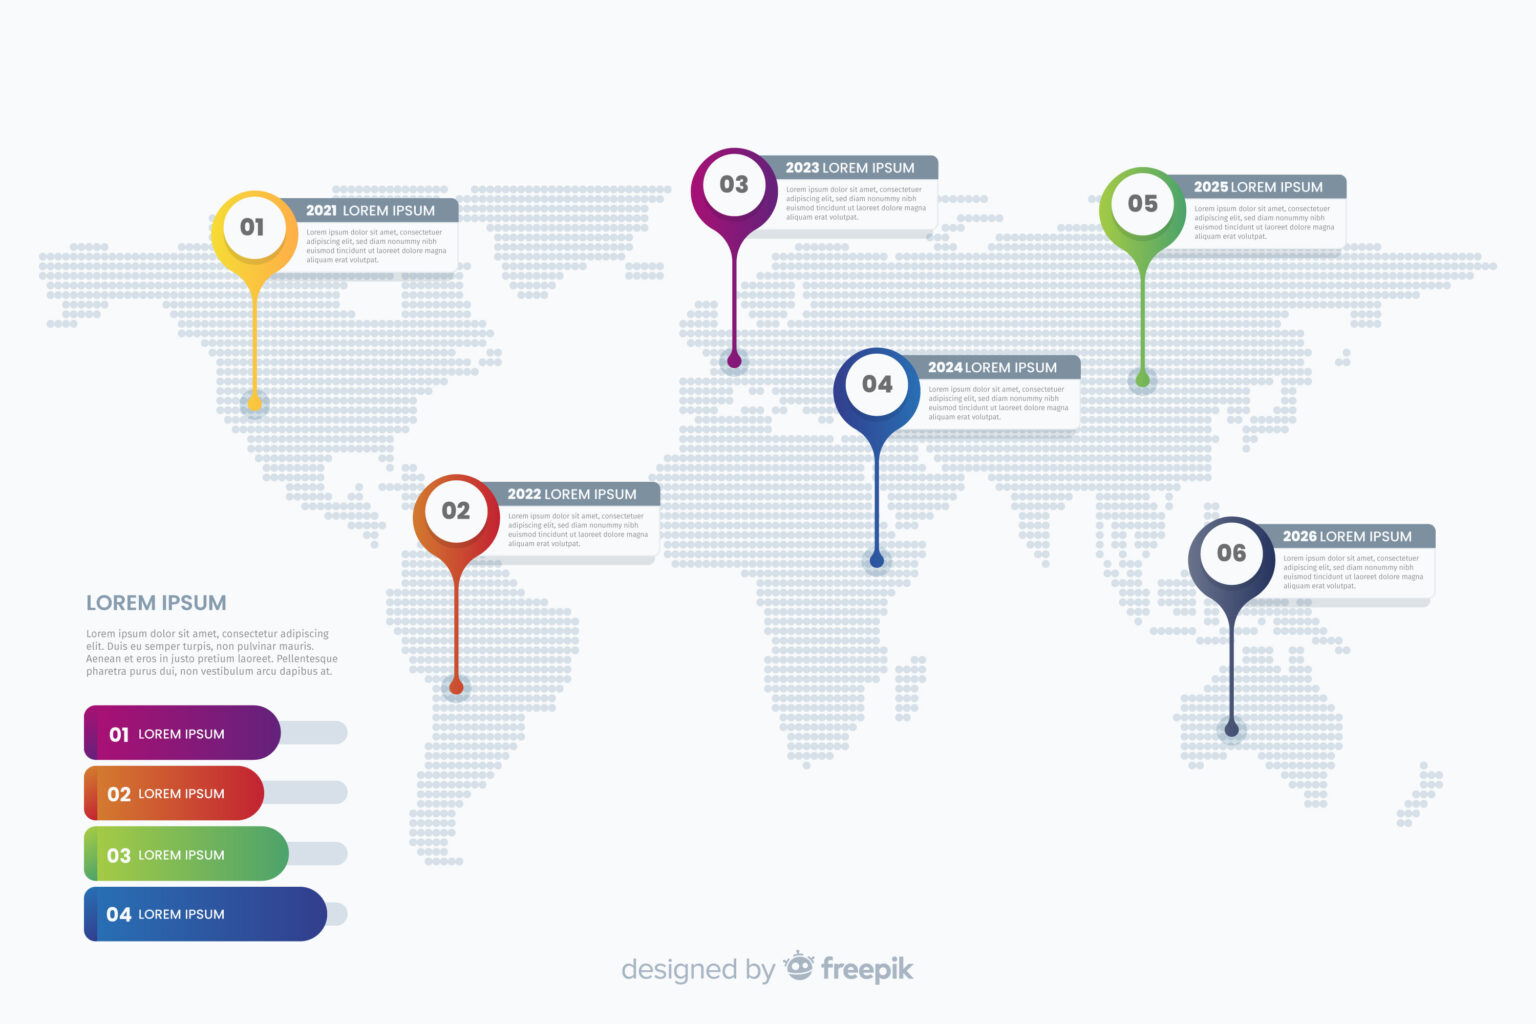 03
2023 LOREM IPSUM
Lorem ipsum dolor sit amet, consectetuer
adipiscing elit, sed diam nonummy nibh
euismod tincidunt ut laoreet dolore magna
aliquam erat volutpat.
05
2025 LOREM IPSUM
Lorem ipsum dolor sit amet, consectetuer
adipiscing elit, sed diam nonummy nibh
euismod tincidunt ut laoreet dolore magna
aliquam erat volutpat.
01
2021 LOREM IPSUM
Lorem ipsum dolor sit amet, consectetuer
adipiscing elit, sed diam nonummy nibh
euismod tincidunt ut laoreet dolore magna
aliquam erat volutpat.
04
2024 LOREM IPSUM
Lorem ipsum dolor sit amet, consectetuer
adipiscing elit, sed diam nonummy nibh
euismod tincidunt ut laoreet dolore magna
aliquam erat volutpat.
02
2022 LOREM IPSUM
Lorem ipsum dolor sit amet, consectetuer
adipiscing elit, sed diam nonummy nibh
euismod tincidunt ut laoreet dolore magna
aliquam erat volutpat.
06
2026 LOREM IPSUM
Lorem ipsum dolor sit amet, consectetuer
adipiscing elit, sed diam nonummy nibh
euismod tincidunt ut laoreet dolore magna
aliquam erat volutpat.
LOREM IPSUM
Lorem ipsum dolor sit amet, consectetur adipiscing
elit. Duis eu semper turpis, non pulvinar mauris.
Aenean et eros in justo pretium laoreet. Pellentesque
pharetra purus dui, non vestibulum arcu dapibus at.
01 LOREM IPSUM
02 LOREM IPSUM
03 LOREM IPSUM
04 LOREM IPSUM
designed by freepik